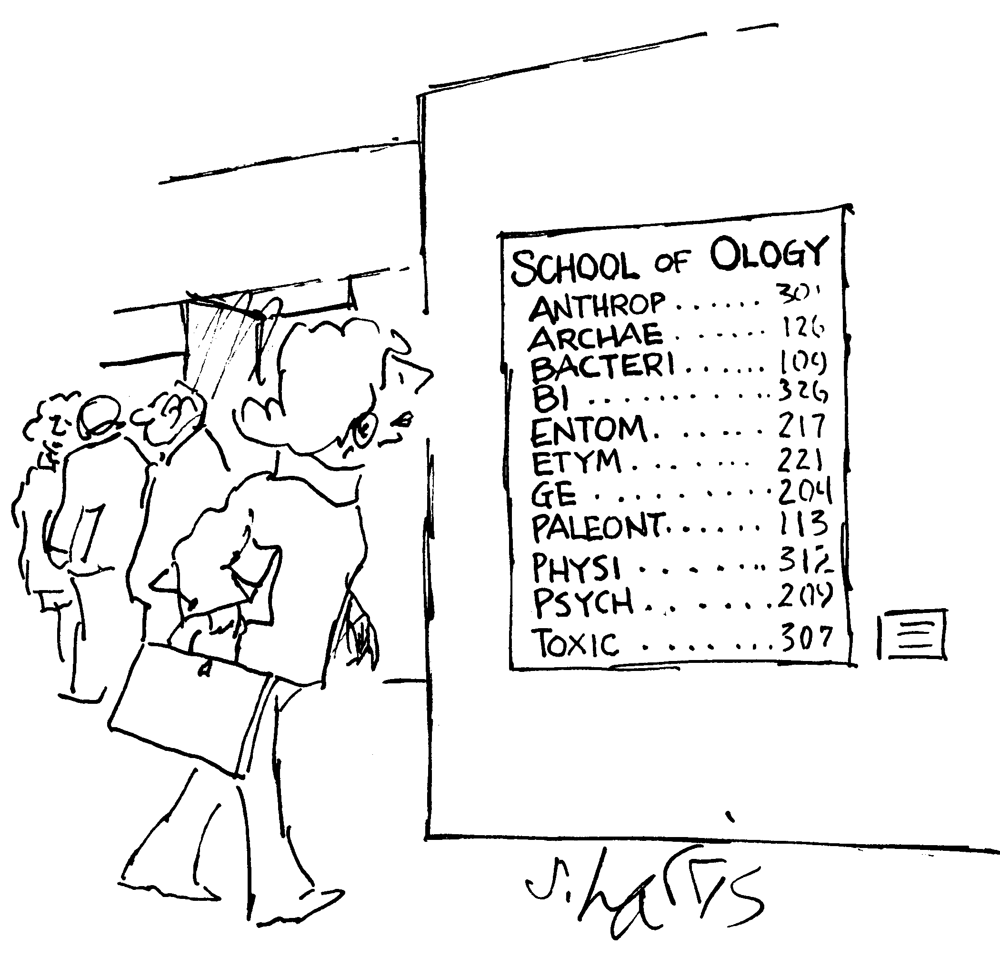 SCHOOL OF OLOGY
ANTHROP...... 301
ARCHAE ...... 126
BACTERI ...... 109
BI .......... 326
ENTOM...... 217
ETYM ...... 221
GE ........ 204
PALEONT...... 113
PHYSI ....... 312
PSYCH ...... 209
TOXIC ....... 307
S. harris